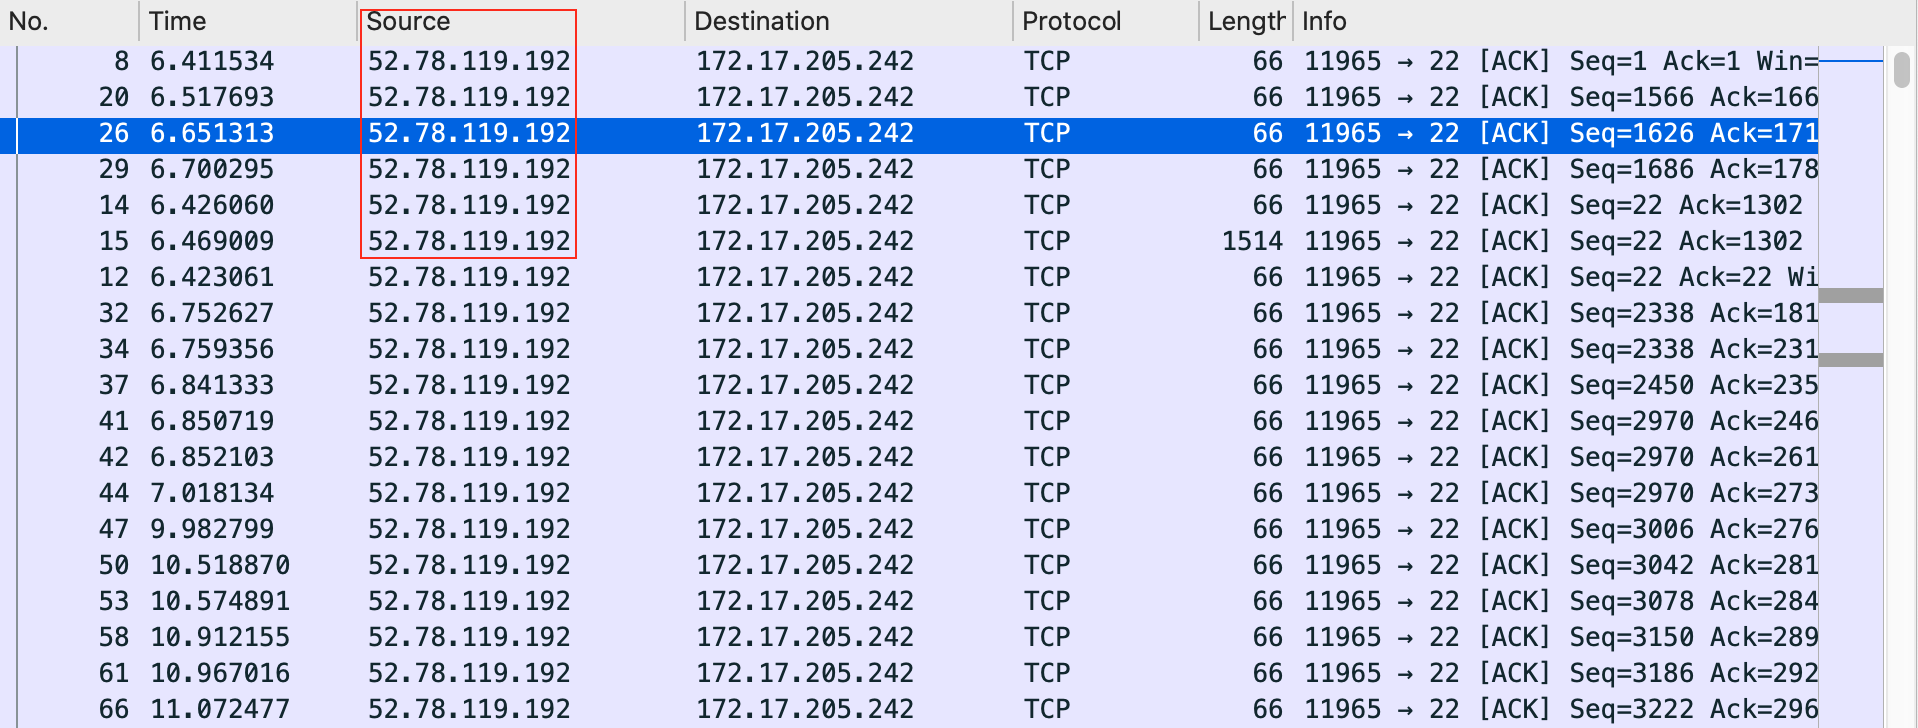 No. Time Source Destination Protocol Length Info
8 6.411534 52.78.119.192 172.17.205.242 TCP 66 11965 → 22 [ACK] Seq=1 Ack=1 Win=
20 6.517693 52.78.119.192 172.17.205.242 TCP 66 11965 → 22 [ACK] Seq=1566 Ack=166
26 6.651313 52.78.119.192 172.17.205.242 TCP 66 11965 → 22 [ACK] Seq=1626 Ack=171
29 6.700295 52.78.119.192 172.17.205.242 TCP 66 11965 → 22 [ACK] Seq=1686 Ack=178
14 6.426060 52.78.119.192 172.17.205.242 TCP 66 11965 → 22 [ACK] Seq=22 Ack=1302
15 6.469009 52.78.119.192 172.17.205.242 TCP 1514 11965 → 22 [ACK] Seq=22 Ack=1302
12 6.423061 52.78.119.192 172.17.205.242 TCP 66 11965 → 22 [ACK] Seq=22 Ack=22 Wi
32 6.752627 52.78.119.192 172.17.205.242 TCP 66 11965 → 22 [ACK] Seq=2338 Ack=181
34 6.759356 52.78.119.192 172.17.205.242 TCP 66 11965 → 22 [ACK] Seq=2338 Ack=231
37 6.841333 52.78.119.192 172.17.205.242 TCP 66 11965 → 22 [ACK] Seq=2450 Ack=235
41 6.850719 52.78.119.192 172.17.205.242 TCP 66 11965 → 22 [ACK] Seq=2970 Ack=246
42 6.852103 52.78.119.192 172.17.205.242 TCP 66 11965 → 22 [ACK] Seq=2970 Ack=261
44 7.018134 52.78.119.192 172.17.205.242 TCP 66 11965 → 22 [ACK] Seq=2970 Ack=273
47 9.982799 52.78.119.192 172.17.205.242 TCP 66 11965 → 22 [ACK] Seq=3006 Ack=276
50 10.518870 52.78.119.192 172.17.205.242 TCP 66 11965 → 22 [ACK] Seq=3042 Ack=281
53 10.574891 52.78.119.192 172.17.205.242 TCP 66 11965 → 22 [ACK] Seq=3078 Ack=284
58 10.912155 52.78.119.192 172.17.205.242 TCP 66 11965 → 22 [ACK] Seq=3150 Ack=289
61 10.967016 52.78.119.192 172.17.205.242 TCP 66 11965 → 22 [ACK] Seq=3186 Ack=292
66 11.072477 52.78.119.192 172.17.205.242 TCP 66 11965 → 22 [ACK] Seq=3222 Ack=296